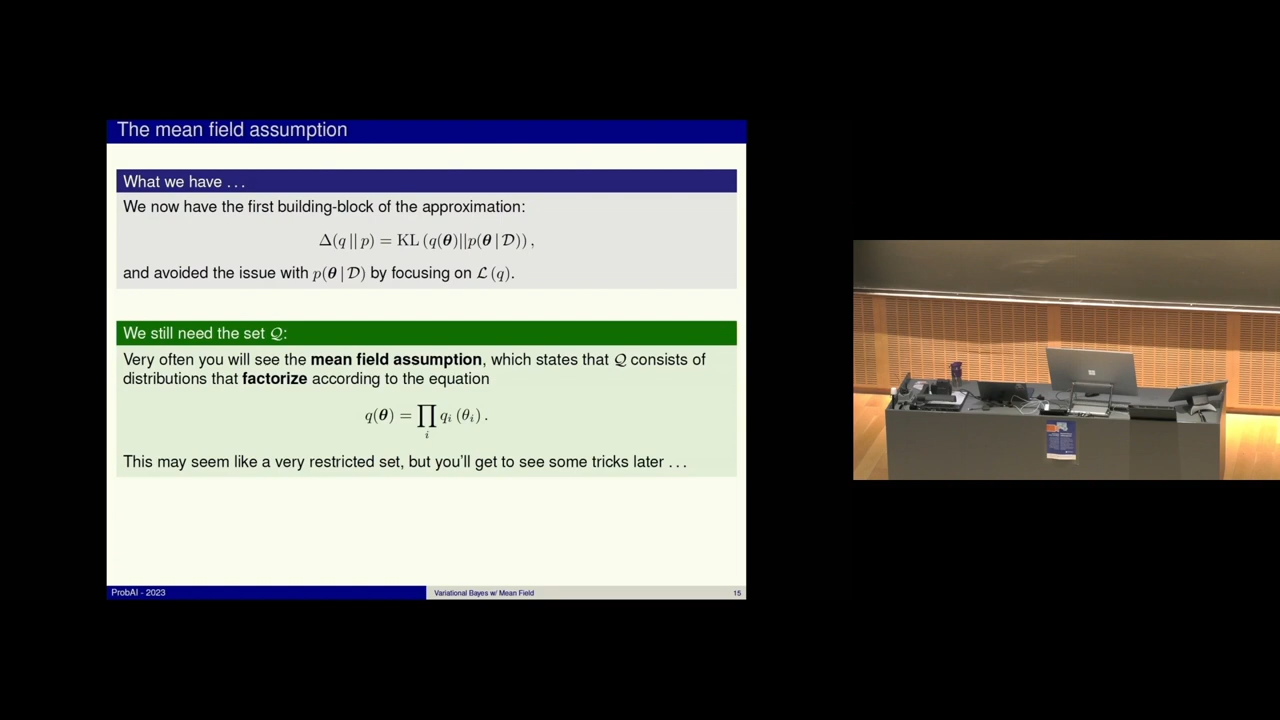 The mean field assumption
What we have . . .
We now have the first building-block of the approximation:
Δ(q || p) = KL (q(θ)||p(θ | D)) ,
and avoided the issue with p(θ | D) by focusing on L (q).
We still need the set Q:
Very often you will see the mean field assumption, which states that Q consists of
distributions that factorize according to the equation
q(θ) = ∏ᵢ qᵢ (θᵢ) .
This may seem like a very restricted set, but you'll get to see some tricks later . . .
ProbAI - 2023
Variational Bayes w/ Mean Field
15